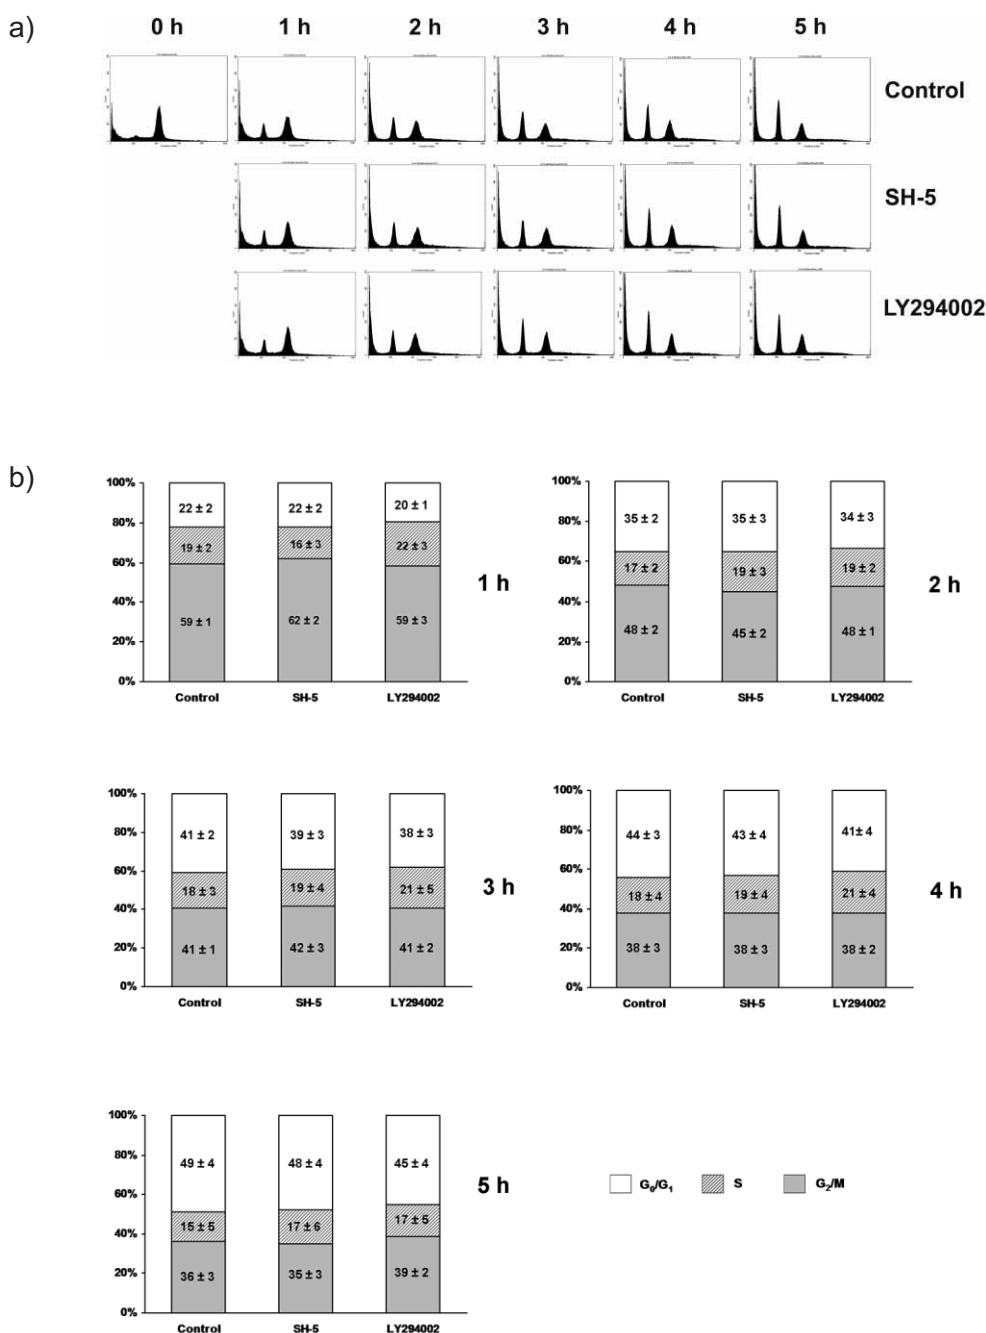 a)
0 h 1 h 2 h 3 h 4 h 5 h
Control
SH-5
LY294002
b)
100% 80% 60% 40% 20% 0%
22 ± 2 22 ± 2 20 ± 1
19 ± 2 16 ± 3 22 ± 3
59 ± 1 62 ± 2 59 ± 3
Control SH-5 LY294002
1 h
100% 80% 60% 40% 20% 0%
35 ± 2 35 ± 3 34 ± 3
17 ± 2 19 ± 3 19 ± 2
48 ± 2 45 ± 2 48 ± 1
Control SH-5 LY294002
2 h
100% 80% 60% 40% 20% 0%
41 ± 2 39 ± 3 38 ± 3
18 ± 3 19 ± 4 21 ± 5
41 ± 1 42 ± 3 41 ± 2
Control SH-5 LY294002
3 h
100% 80% 60% 40% 20% 0%
44 ± 3 43 ± 4 41± 4
18 ± 4 19 ± 4 21 ± 4
38 ± 3 38 ± 3 38 ± 2
Control SH-5 LY294002
4 h
100% 80% 60% 40% 20% 0%
49 ± 4 48 ± 4 45 ± 4
15 ± 5 17 ± 6 17 ± 5
36 ± 3 35 ± 3 39 ± 2
Control SH-5 LY294002
5 h
G₀/G₁ S G₂/M